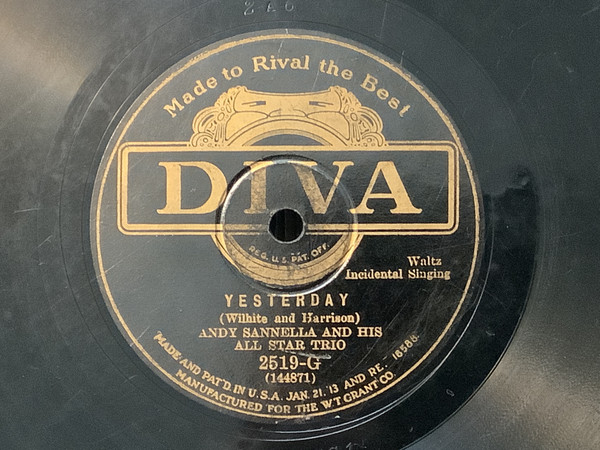 Made to Rival the Best
DIVA
REG. U.S. PAT. OFF.
Waltz
Incidental Singing
YESTERDAY
(Wilhite and Harrison)
ANDY SANNELLA AND HIS
ALL STAR TRIO
2519-G
(144871)
MADE AND PAT'D. IN U.S.A. JAN. 21, '13 AND RE. 16588.
MANUFACTURED FOR THE W.T. GRANT CO.